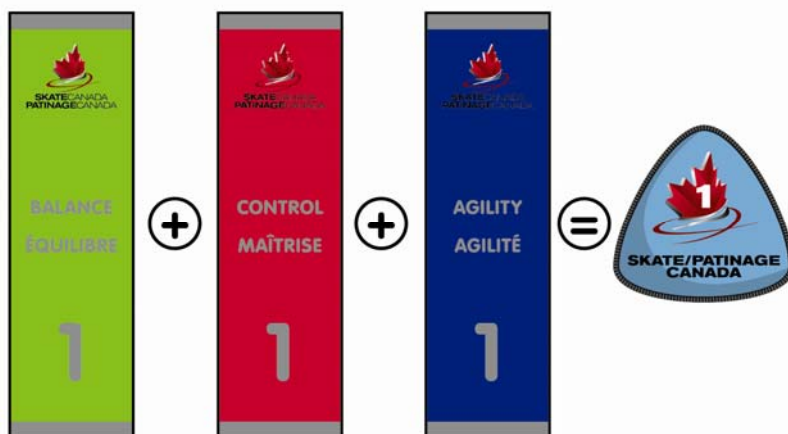 SKATECANADA
PATINAGECANADA
BALANCE
ÉQUILIBRE
1
+
SKATECANADA
PATINAGECANADA
CONTROL
MAÎTRISE
1
+
SKATECANADA
PATINAGECANADA
AGILITY
AGILITÉ
1
=
1
SKATE/PATINAGE
CANADA